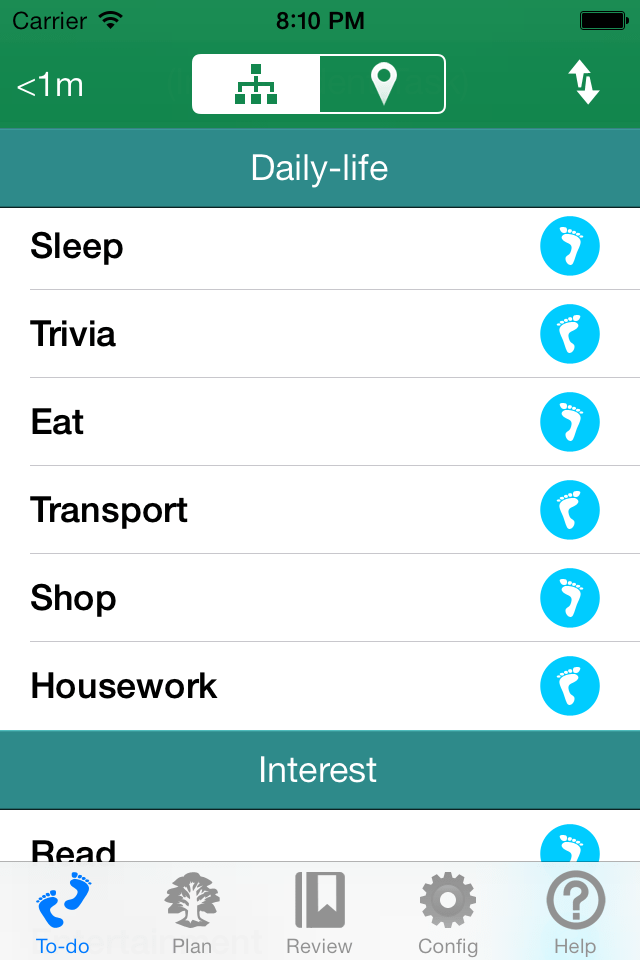 Carrier 8:10 PM
<1m
Daily-life
Sleep
Trivia
Eat
Transport
Shop
Housework
Interest
Read
Entertainment
To-do Plan Review Config Help